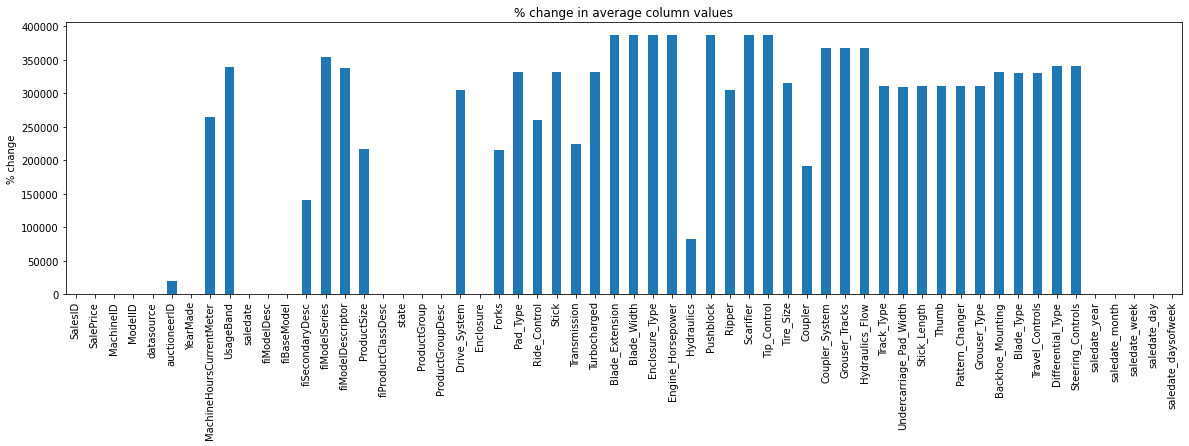 % change in average column values
% change
400000
350000
300000
250000
200000
150000
100000
50000
0
SalesID
SalePrice
MachineID
ModelID
datasource
auctioneerID
YearMade
MachineHoursCurrentMeter
UsageBand
saledate
fiModelDesc
fiBaseModel
fiSecondaryDesc
fiModelSeries
fiModelDescriptor
ProductSize
fiProductClassDesc
state
ProductGroup
ProductGroupDesc
Drive_System
Enclosure
Forks
Pad_Type
Ride_Control
Stick
Transmission
Turbocharged
Blade_Extension
Blade_Width
Enclosure_Type
Engine_Horsepower
Hydraulics
Pushblock
Ripper
Scarifier
Tip_Control
Tire_Size
Coupler
Coupler_System
Grouser_Tracks
Hydraulics_Flow
Track_Type
Undercarriage_Pad_Width
Stick_Length
Thumb
Pattern_Changer
Grouser_Type
Backhoe_Mounting
Blade_Type
Travel_Controls
Differential_Type
Steering_Controls
saledate_year
saledate_month
saledate_week
saledate_day
saledate_daysofweek